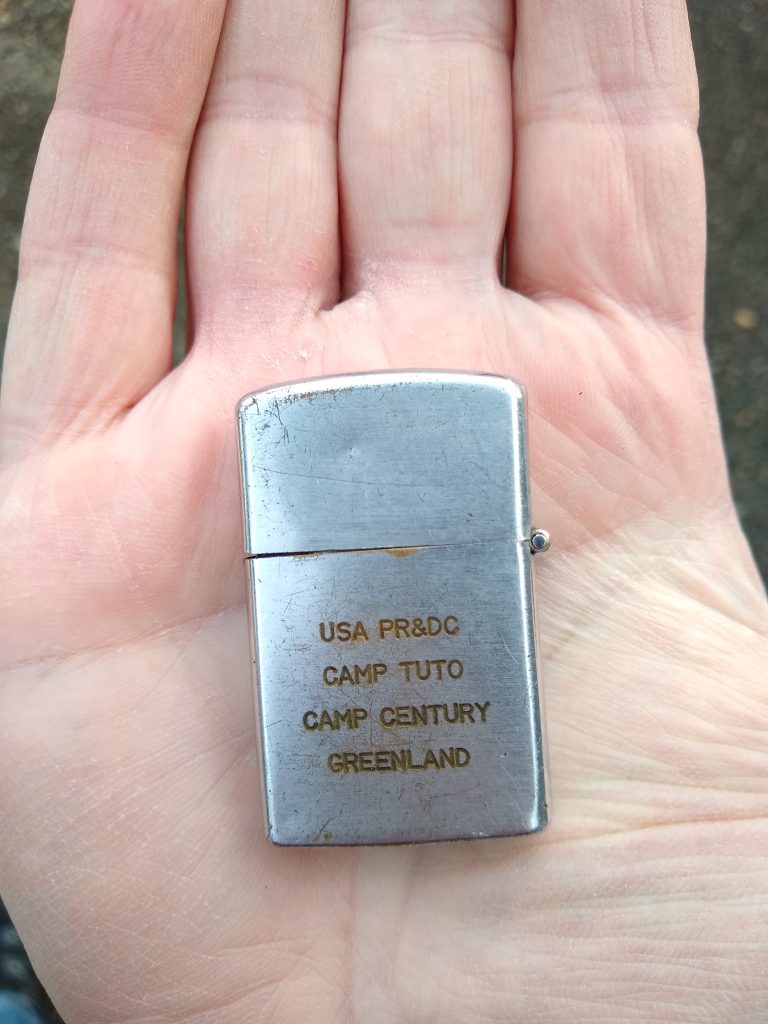 USA PR&DC
CAMP TUTO
CAMP CENTURY
GREENLAND